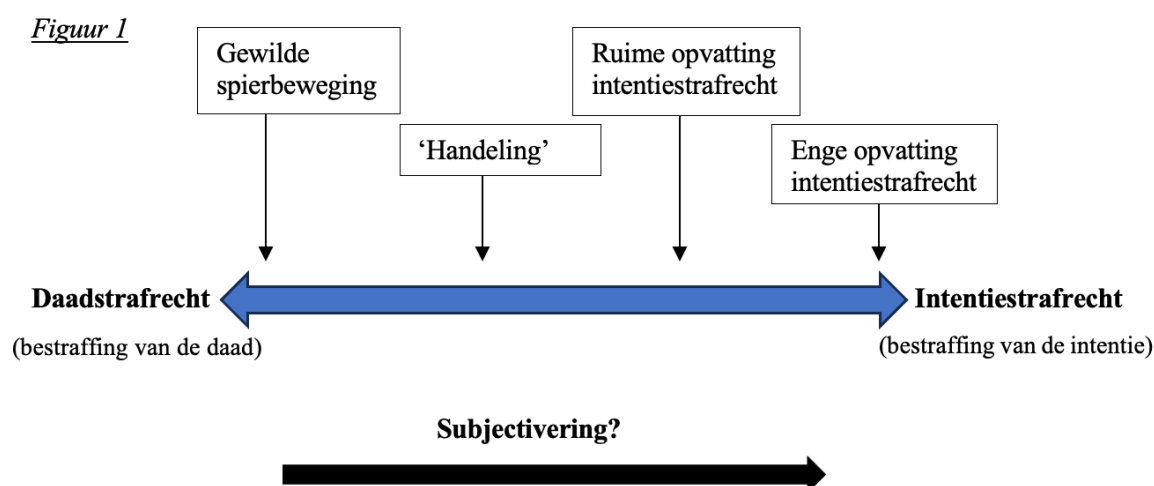 Figuur 1
Gewilde
spierbeweging
‘Handeling’
Ruime opvatting
intentiestrafrecht
Enge opvatting
intentiestrafrecht
Daadstrafrecht
(bestraffing van de daad)
Intentiestrafrecht
(bestraffing van de intentie)
Subjectivering?